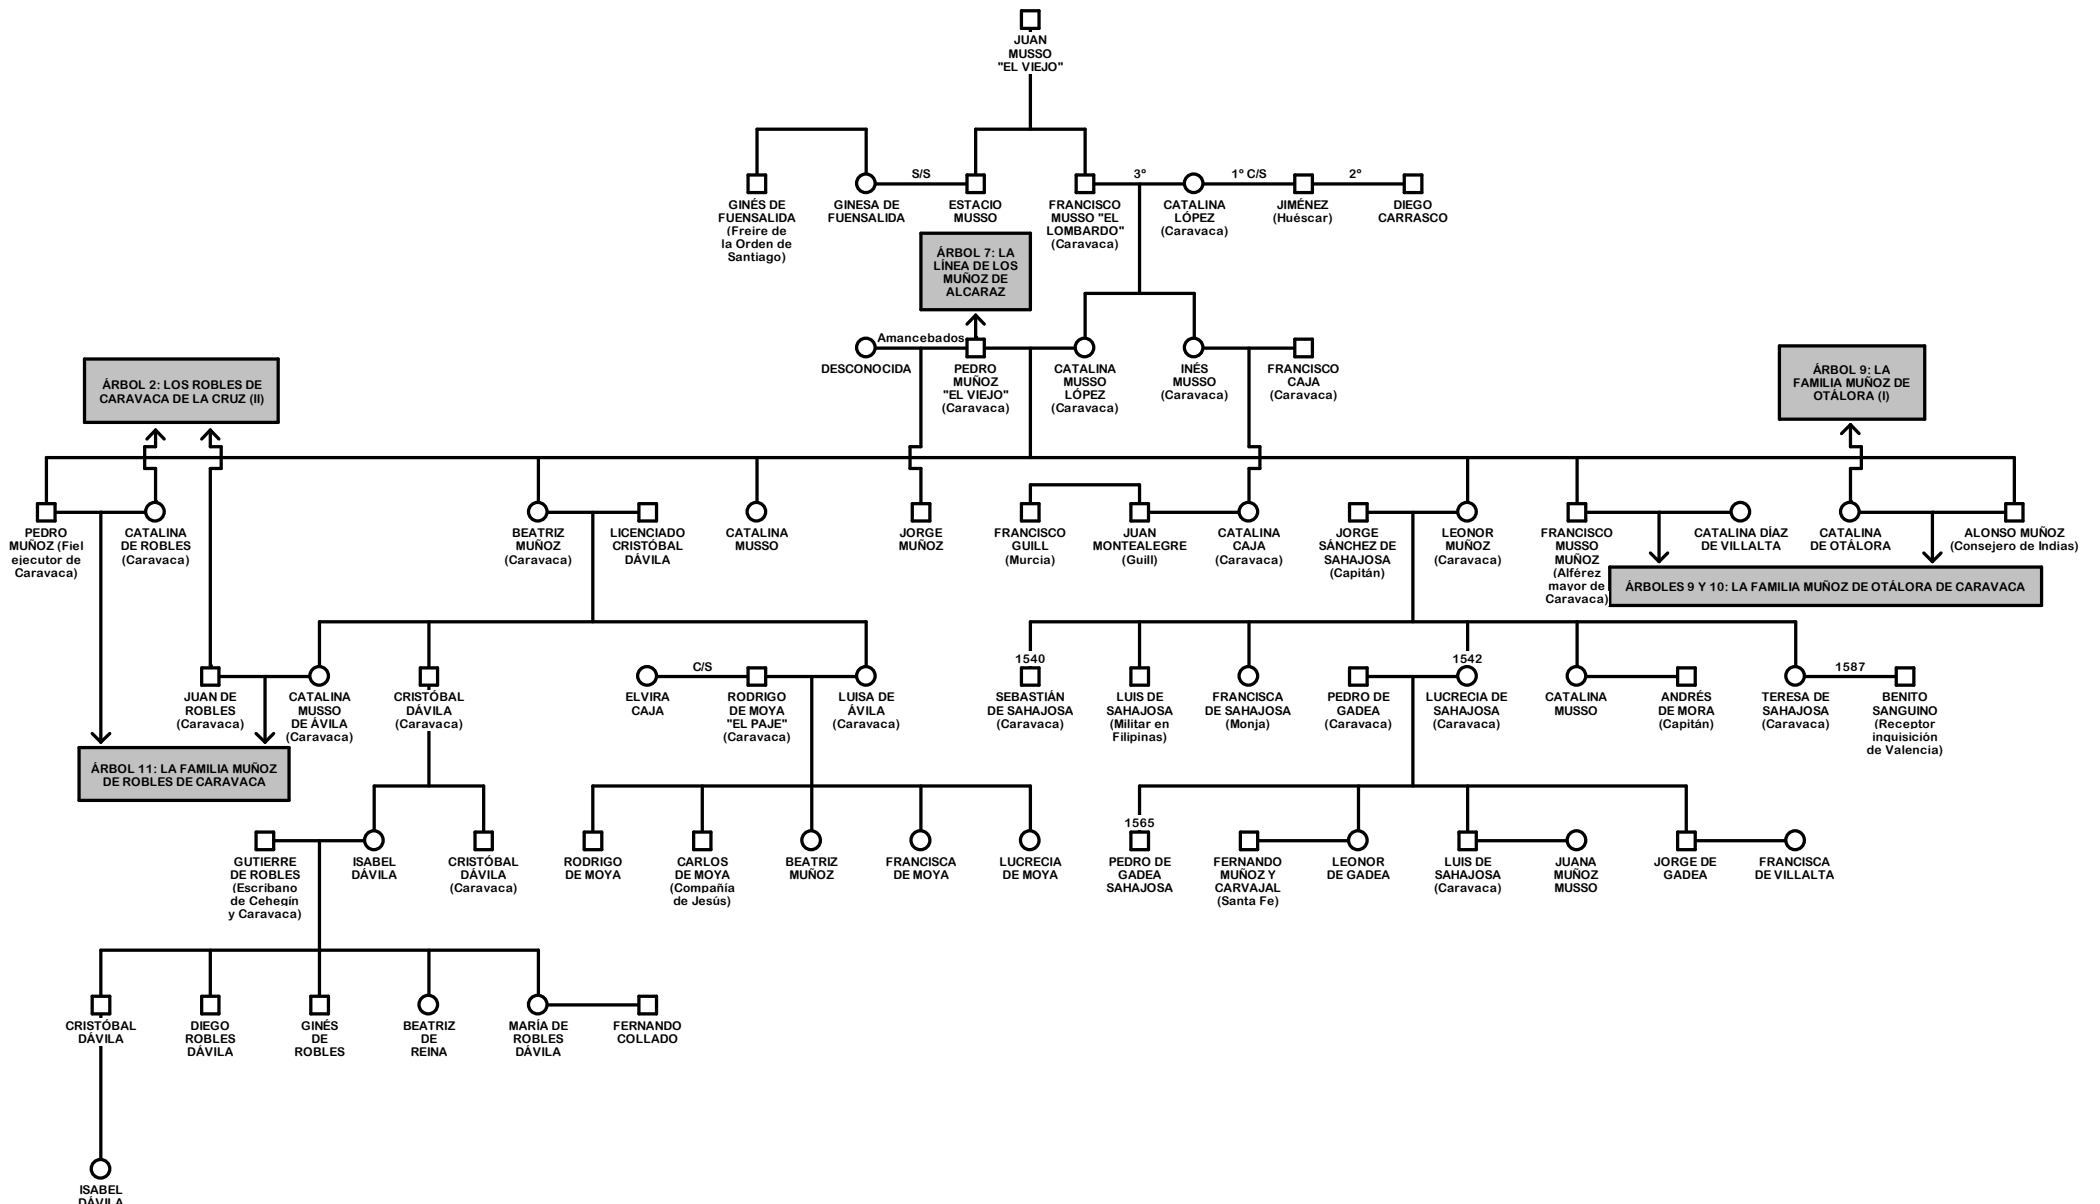 JUAN
MUSSO
"EL VIEJO"
S/S
3º
1º C/S
2º
GINÉS DE
FUENSALIDA
(Freire de
la Orden de
Santiago)
GINESA DE
FUENSALIDA
ESTACIO
MUSSO
FRANCISCO
MUSSO "EL
LOMBARDO"
(Caravaca)
CATALINA
LÓPEZ
(Caravaca)
JIMÉNEZ
(Huéscar)
DIEGO
CARRASCO
ÁRBOL 7: LA
LÍNEA DE LOS
MUÑOZ DE
ALCARAZ
Amancebados
DESCONOCIDA
PEDRO
MUÑOZ
"EL VIEJO"
(Caravaca)
CATALINA
MUSSO
LÓPEZ
(Caravaca)
INÉS
MUSSO
(Caravaca)
FRANCISCO
CAJA
(Caravaca)
ÁRBOL 2: LOS ROBLES DE
CARAVACA DE LA CRUZ (II)
ÁRBOL 9: LA
FAMILIA MUÑOZ DE
OTÁLORA (I)
PEDRO
MUÑOZ (Fiel
ejecutor de
Caravaca)
CATALINA
DE ROBLES
(Caravaca)
BEATRIZ
MUÑOZ
(Caravaca)
LICENCIADO
CRISTÓBAL
DÁVILA
CATALINA
MUSSO
JORGE
MUÑOZ
FRANCISCO
GUILL
(Murcia)
JUAN
MONTEALEGRE
(Guill)
CATALINA
CAJA
(Caravaca)
JORGE
SÁNCHEZ DE
SAHAJOSA
(Capitán)
LEONOR
MUÑOZ
(Caravaca)
FRANCISCO
MUSSO
MUÑOZ
(Alférez
mayor de
Caravaca)
CATALINA DÍAZ
DE VILLALTA
CATALINA
DE OTÁLORA
ALONSO MUÑOZ
(Consejero de Indias)
ÁRBOLES 9 Y 10: LA FAMILIA MUÑOZ DE OTÁLORA DE CARAVACA
JUAN DE
ROBLES
(Caravaca)
CATALINA
MUSSO
DE ÁVILA
(Caravaca)
CRISTÓBAL
DÁVILA
(Caravaca)
C/S
ELVIRA
CAJA
RODRIGO
DE MOYA
"EL PAJE"
(Caravaca)
LUISA DE
ÁVILA
(Caravaca)
1540
SEBASTIÁN
DE SAHAJOSA
(Caravaca)
LUIS DE
SAHAJOSA
(Militar en
Filipinas)
FRANCISCA
DE SAHAJOSA
(Monja)
PEDRO DE
GADEA
(Caravaca)
1542
LUCRECIA DE
SAHAJOSA
(Caravaca)
CATALINA
MUSSO
ANDRÉS
DE MORA
(Capitán)
TERESA DE
SAHAJOSA
(Caravaca)
1587
BENITO
SANGUINO
(Receptor
inquisición
de Valencia)
ÁRBOL 11: LA FAMILIA MUÑOZ
DE ROBLES DE CARAVACA
GUTIERRE
DE ROBLES
(Escribano
de Cehegín
y Caravaca)
ISABEL
DÁVILA
CRISTÓBAL
DÁVILA
(Caravaca)
RODRIGO
DE MOYA
CARLOS
DE MOYA
(Compañía
de Jesús)
BEATRIZ
MUÑOZ
FRANCISCA
DE MOYA
LUCRECIA
DE MOYA
1565
PEDRO DE
GADEA
SAHAJOSA
FERNANDO
MUÑOZ Y
CARVAJAL
(Santa Fe)
LEONOR
DE GADEA
LUIS DE
SAHAJOSA
(Caravaca)
JUANA
MUÑOZ
MUSSO
JORGE DE
GADEA
FRANCISCA
DE VILLALTA
CRISTÓBAL
DÁVILA
DIEGO
ROBLES
DÁVILA
GINÉS
DE
ROBLES
BEATRIZ
DE
REINA
MARÍA DE
ROBLES
DÁVILA
FERNANDO
COLLADO
ISABEL
DÁVILA